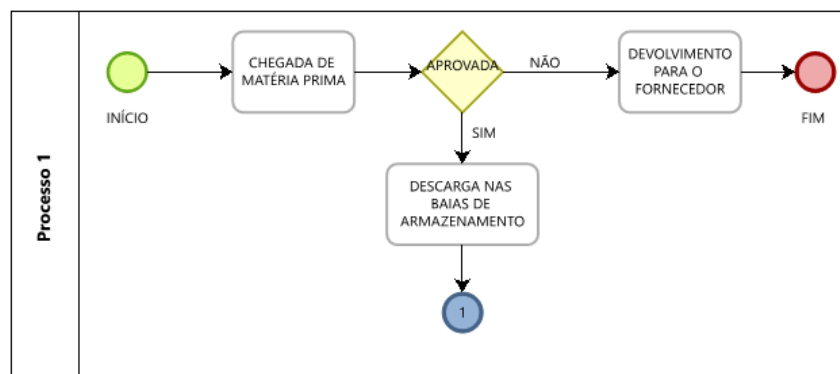 Processo 1
INÍCIO
CHEGADA DE
MATÉRIA PRIMA
APROVADA
NÃO
DEVOLVIMENTO
PARA O
FORNECEDOR
FIM
SIM
DESCARGA NAS
BAIAS DE
ARMAZENAMENTO
1